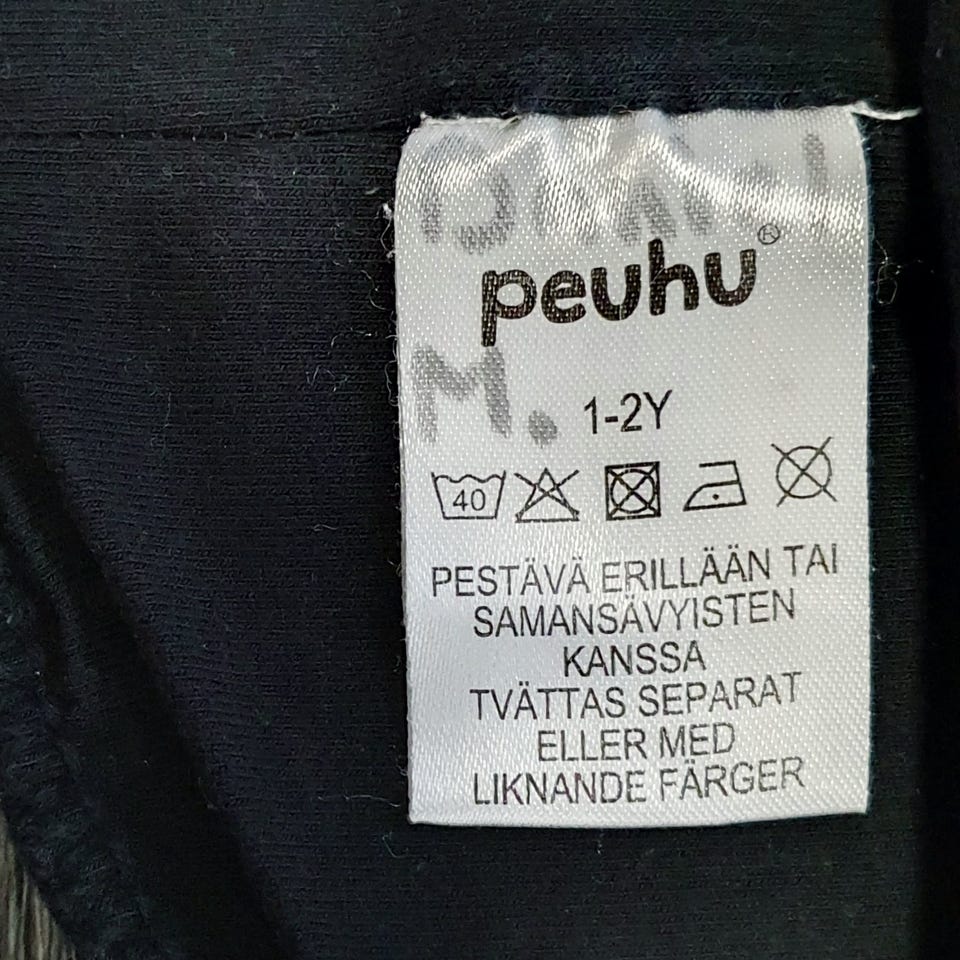 peuhu®
M.
1-2Y
40
PESTÄVÄ ERILLÄÄN TAI
SAMANSÄVYISTEN
KANSSA
TVÄTTAS SEPARAT
ELLER MED
LIKNANDE FÄRGER